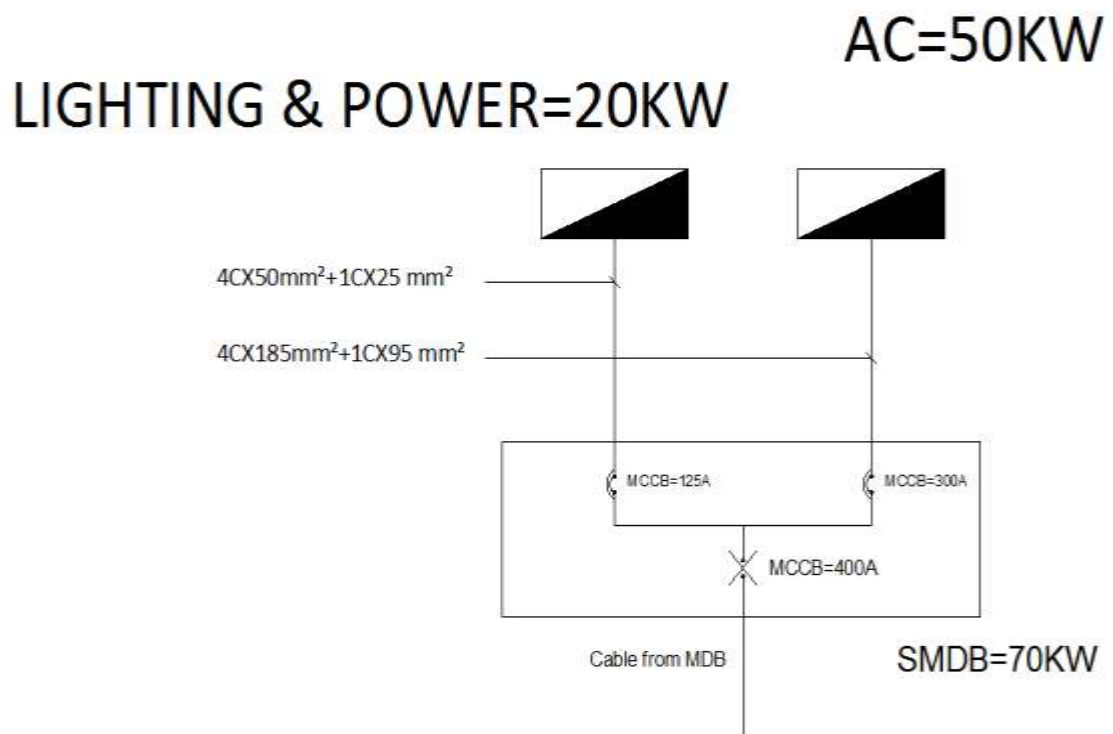 AC=50KW
LIGHTING & POWER=20KW
4CX50mm²+1CX25 mm²
4CX185mm²+1CX95 mm²
MCCB=125A
MCCB=300A
MCCB=400A
Cable from MDB
SMDB=70KW